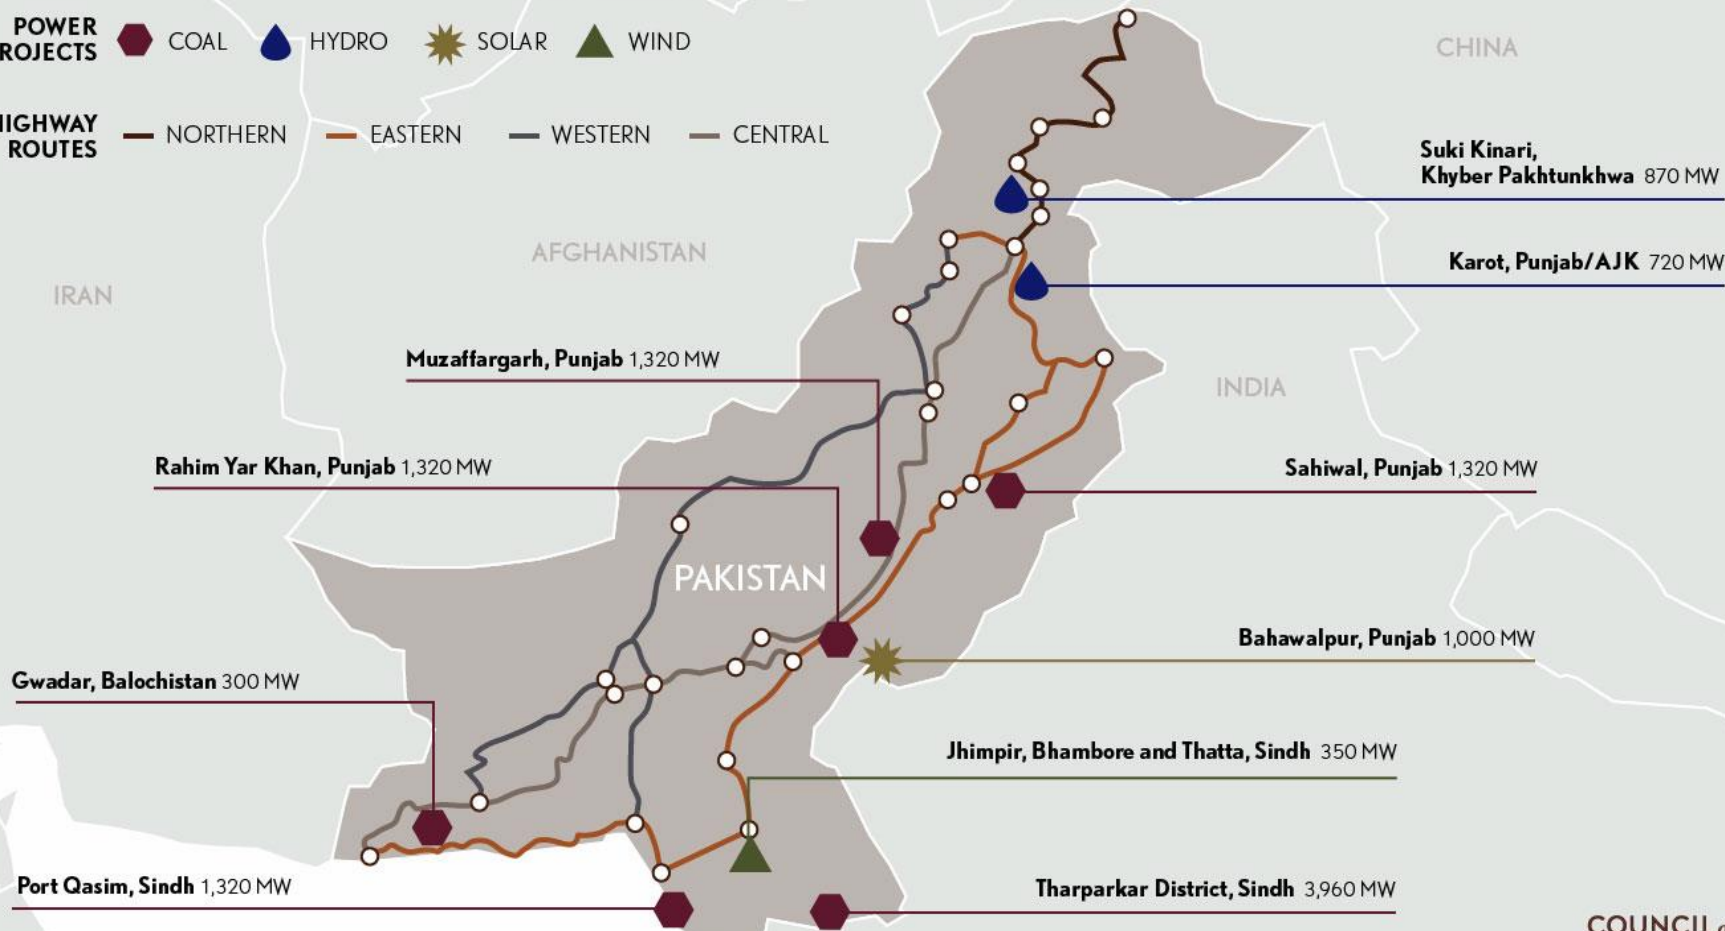 POWER
ROJECTS
COAL
HYDRO
SOLAR
WIND
HIGHWAY
ROUTES
NORTHERN
EASTERN
WESTERN
CENTRAL
CHINA
Suki Kinari,
Khyber Pakhtunkhwa 870 MW
AFGHANISTAN
Karot, Punjab/AJK 720 MW
IRAN
Muzaffargarh, Punjab 1,320 MW
INDIA
Rahim Yar Khan, Punjab 1,320 MW
Sahiwal, Punjab 1,320 MW
PAKISTAN
Bahawalpur, Punjab 1,000 MW
Gwadar, Balochistan 300 MW
Jhimpir, Bhambore and Thatta, Sindh 350 MW
Port Qasim, Sindh 1,320 MW
Tharparkar District, Sindh 3,960 MW
COUNCIL